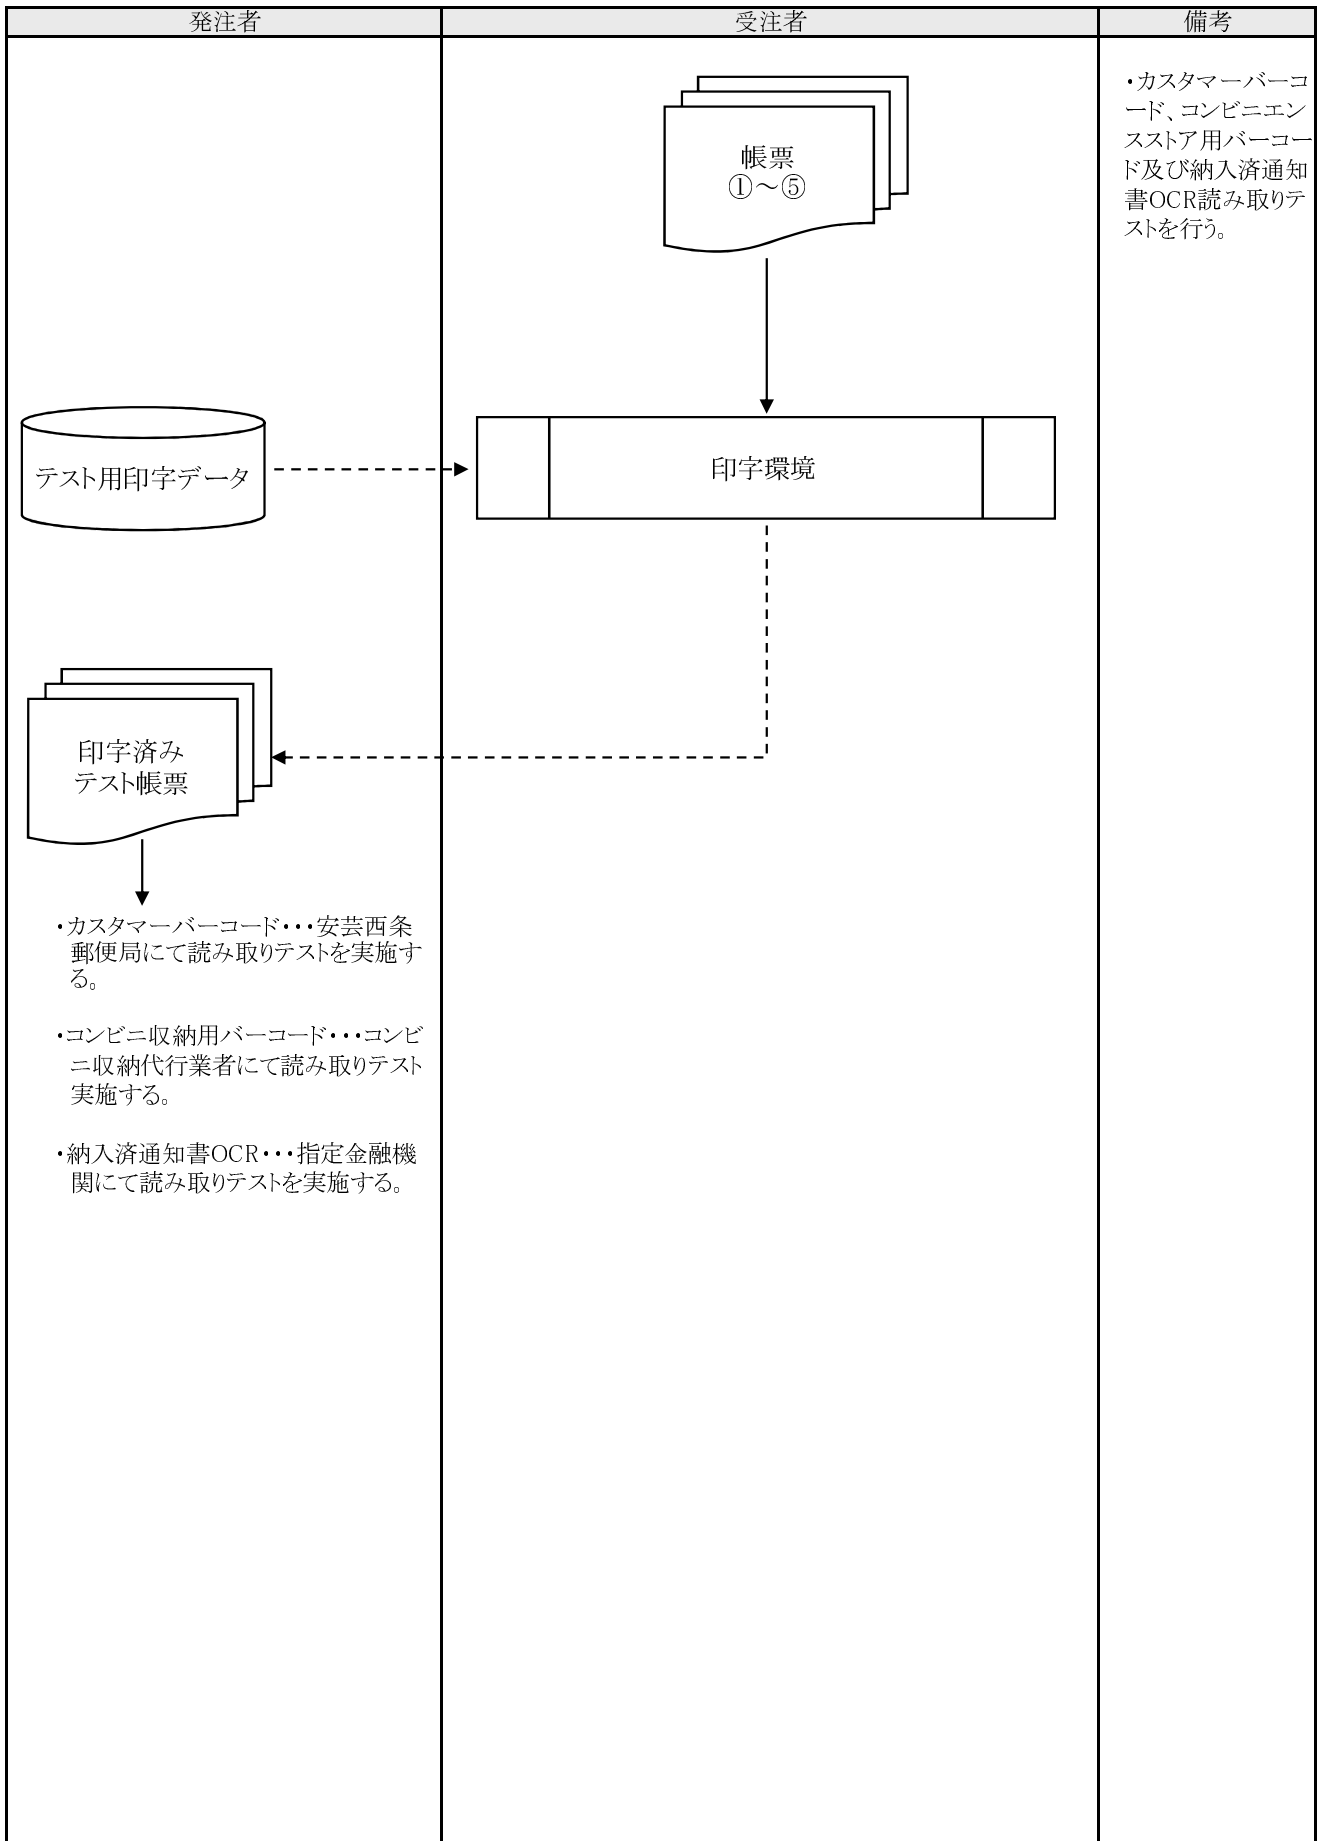 発注者
受注者
備考
・カスタマーバーコ
ード、コンビニエン
スストア用バーコー
ド及び納入済通知
書OCR読み取りテ
ストを行う。
帳票
①～⑤
テスト用印字データ
印字環境
印字済み
テスト帳票
・カスタマーバーコード・・・安芸西条
郵便局にて読み取りテストを実施す
る。
・コンビニ収納用バーコード・・・コンビ
ニ収納代行業者にて読み取りテスト
実施する。
・納入済通知書OCR・・・指定金融機
関にて読み取りテストを実施する。